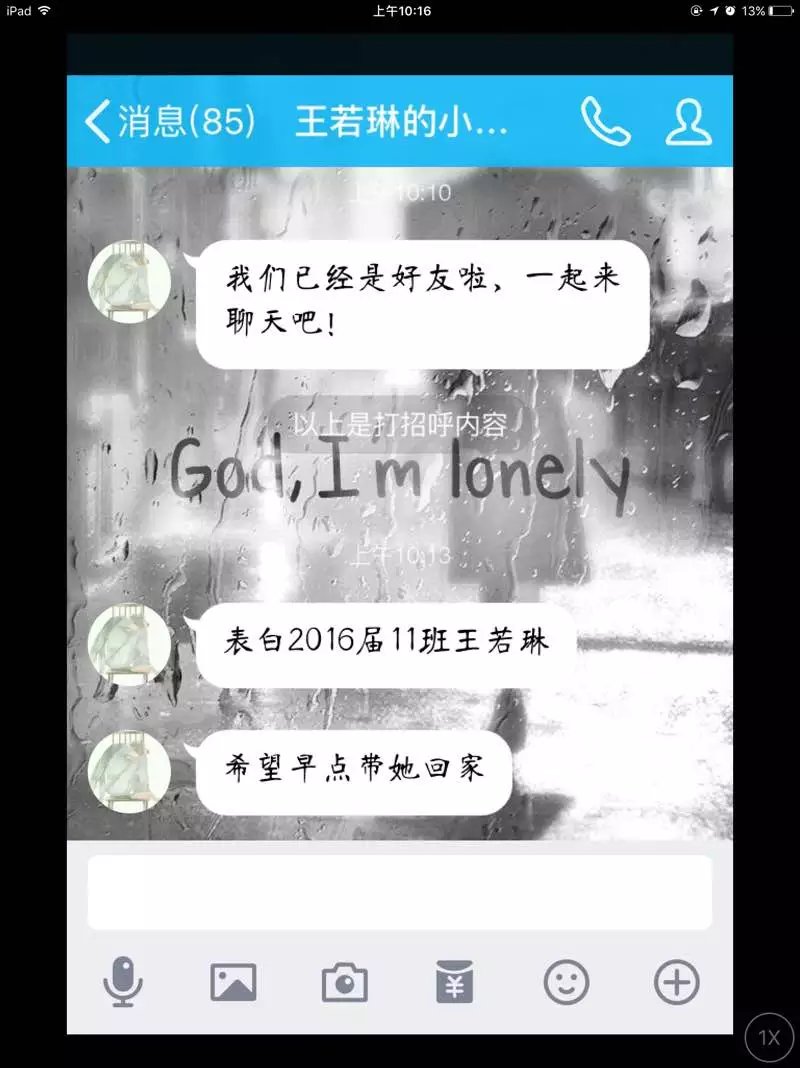 iPad 上午10:16 13%
消息(85) 王若琳的小...
上午10:10
我们已经是好友啦，一起来
聊天吧！
以上是打招呼内容
God, I'm lonely
上午10:13
表白2016届11班王若琳
希望早点带她回家
¥
1X